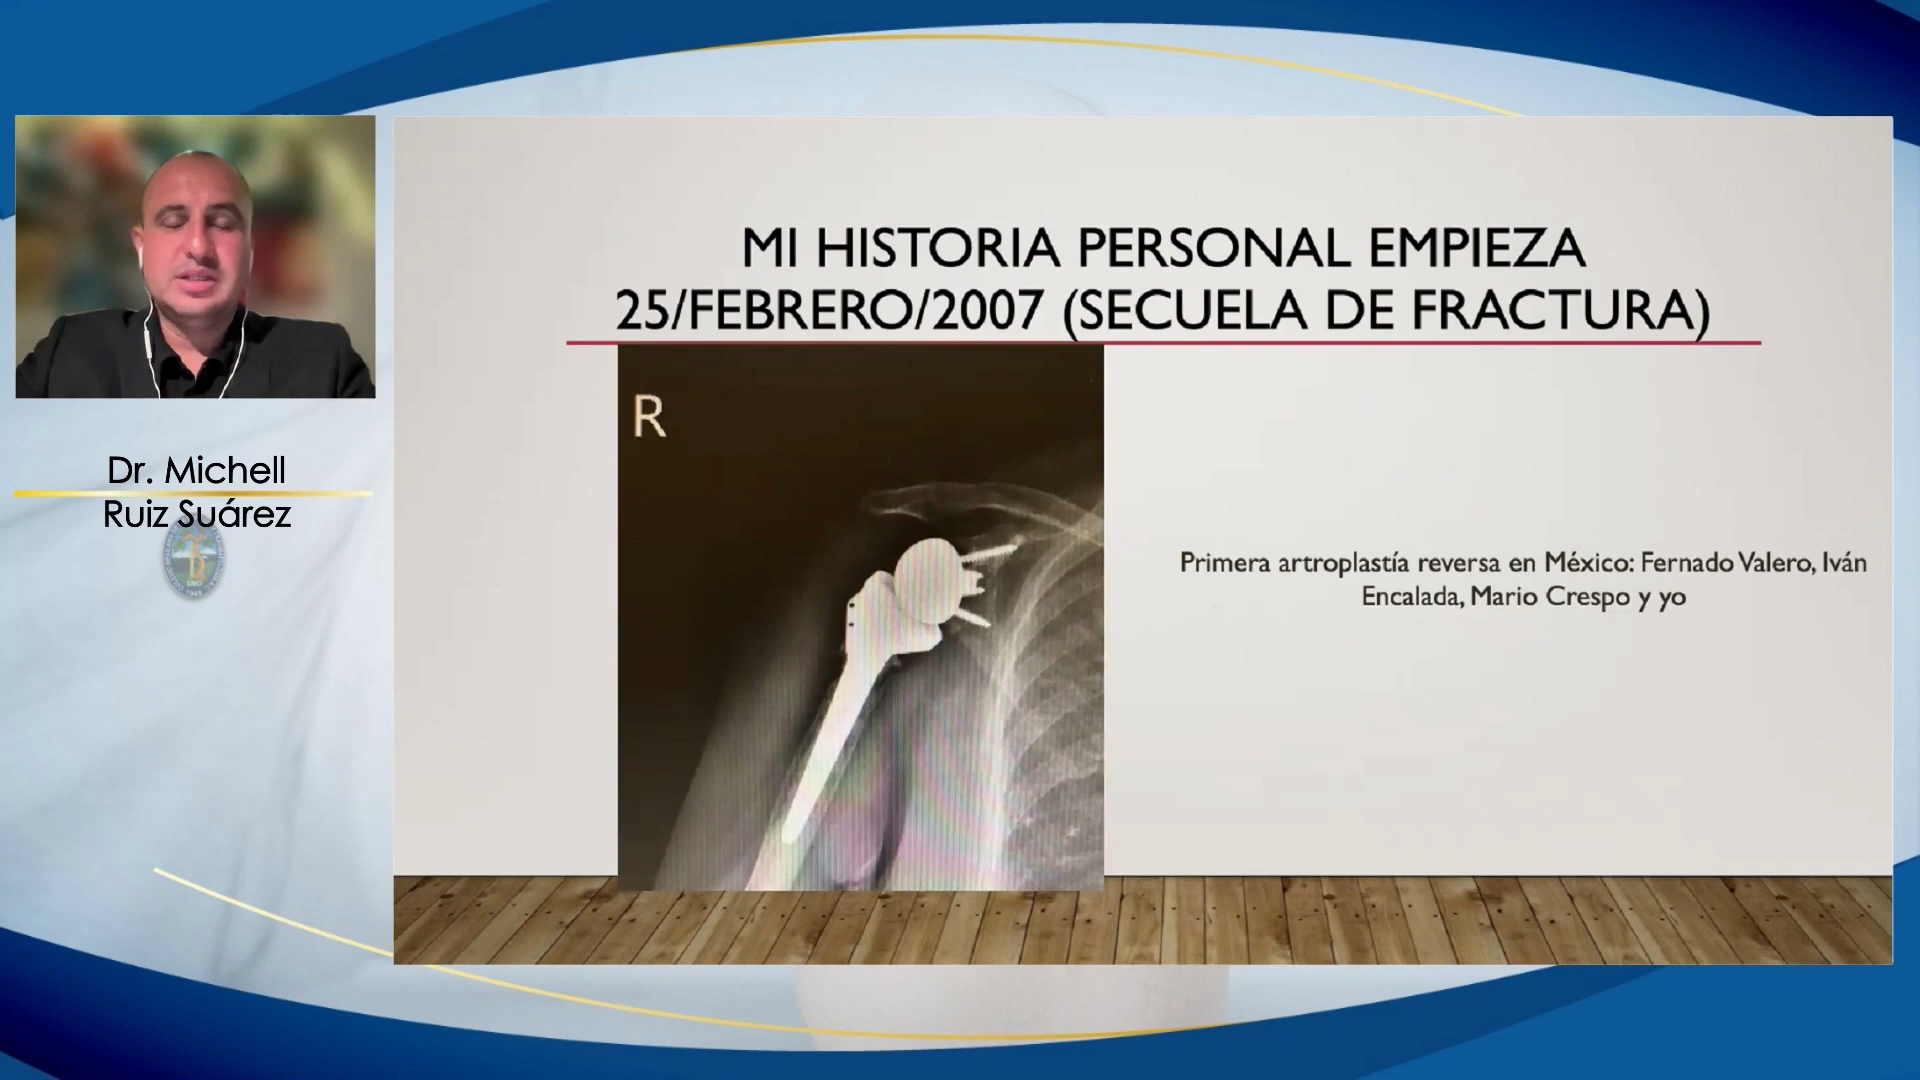 MI HISTORIA PERSONAL EMPIEZA
25/FEBRERO/2007 (SECUELA DE FRACTURA)
R
Primera artroplastía reversa en México: Fernado Valero, Iván
Encalada, Mario Crespo y yo
Dr. Michell
Ruiz Suárez